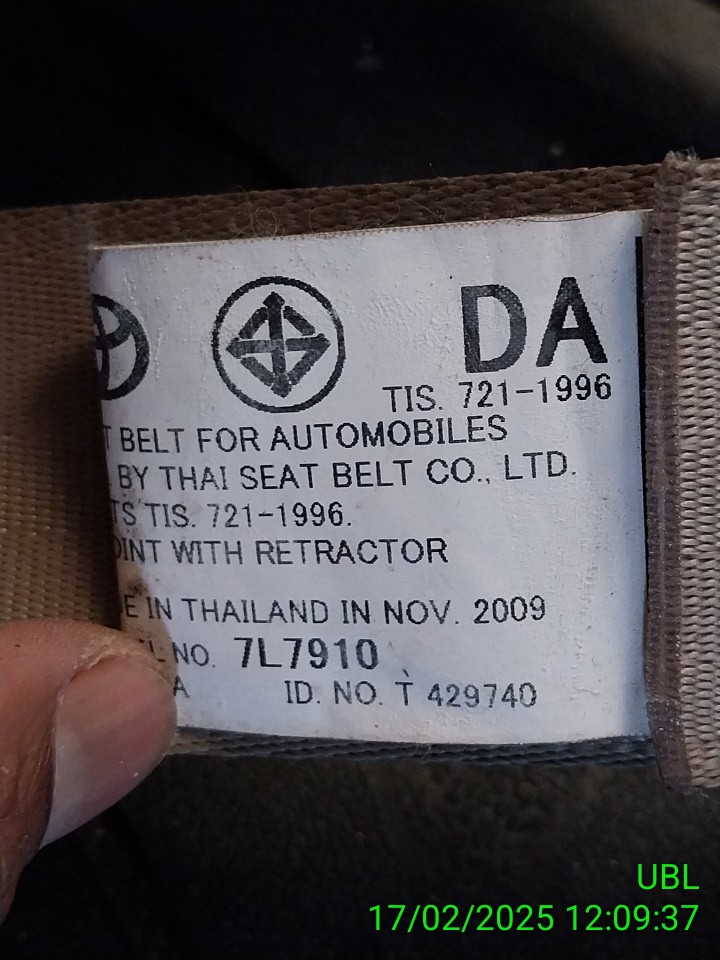 DA
TIS. 721-1996
T BELT FOR AUTOMOBILES
BY THAI SEAT BELT CO., LTD.
TS TIS. 721-1996.
OINT WITH RETRACTOR
E IN THAILAND IN NOV. 2009
L NO. 7L7910
A ID. NO. T 429740
UBL
17/02/2025 12:09:37